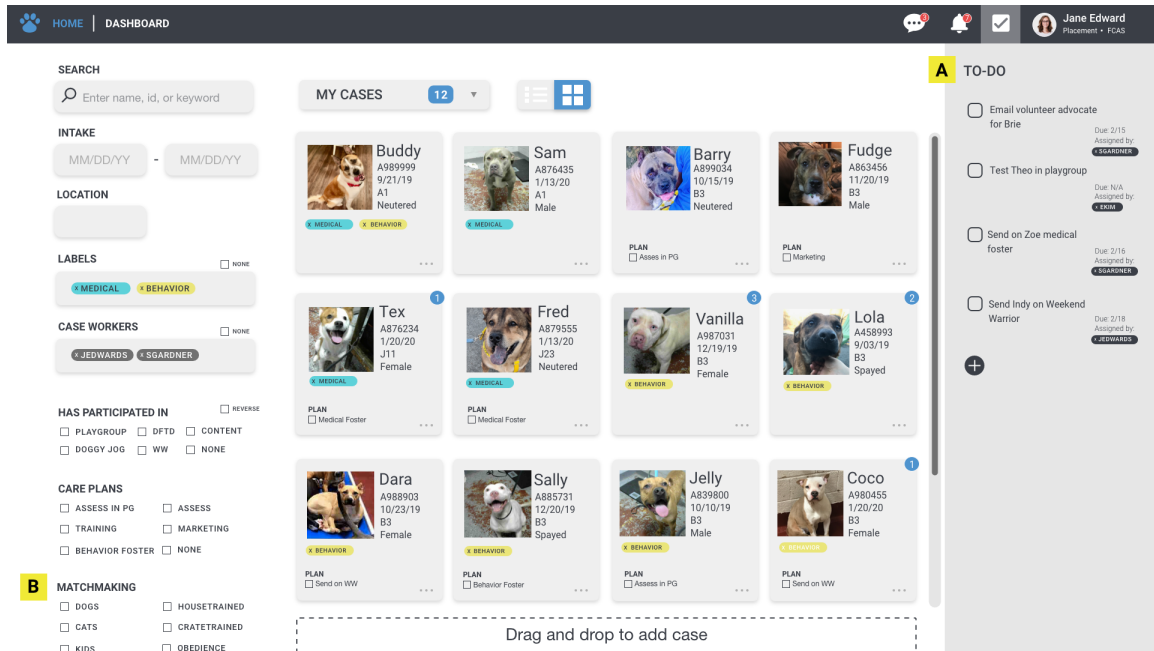 HOME | DASHBOARD
3
7
Jane Edward
Placement • FCAS
SEARCH
Enter name, id, or keyword
INTAKE
MM/DD/YY - MM/DD/YY
LOCATION
LABELS
NONE
x MEDICAL x BEHAVIOR
CASE WORKERS
NONE
x JEDWARDS x SGARDNER
HAS PARTICIPATED IN
REVERSE
PLAYGROUP DFTD CONTENT
DOGGY JOG WW NONE
CARE PLANS
ASSESS IN PG ASSESS
TRAINING MARKETING
BEHAVIOR FOSTER NONE
B
MATCHMAKING
DOGS HOUSETRAINED
CATS CRATETRAINED
KIDS OBEDIENCE
MY CASES 12
Buddy
A989999
9/21/19
A1
Neutered
x MEDICAL x BEHAVIOR
Sam
A876435
1/13/20
A1
Male
x MEDICAL
Barry
A899034
10/15/19
B3
Neutered
PLAN
Asses in PG
Fudge
A863456
11/20/19
B3
Male
PLAN
Marketing
1
Tex
A876234
1/20/20
J11
Female
x MEDICAL
PLAN
Medical Foster
Fred
A879555
1/13/20
J23
Neutered
x MEDICAL
PLAN
Medical Foster
3
Vanilla
A987031
12/19/19
B3
Female
x BEHAVIOR
2
Lola
A458993
9/03/19
B3
Spayed
x BEHAVIOR
Dara
A988903
10/23/19
B3
Female
x BEHAVIOR
PLAN
Send on WW
Sally
A885731
12/20/19
B3
Spayed
x BEHAVIOR
PLAN
Behavior Foster
Jelly
A839800
10/10/19
B3
Male
x BEHAVIOR
PLAN
Assess in PG
1
Coco
A980455
1/20/20
B3
Female
x BEHAVIOR
PLAN
Send on WW
Drag and drop to add case
A
TO-DO
Email volunteer advocate
for Brie
Due: 2/15
Assigned by:
x SGARDNER
Test Theo in playgroup
Due: N/A
Assigned by:
x EKIM
Send on Zoe medical
foster
Due: 2/16
Assigned by:
x SGARDNER
Send Indy on Weekend
Warrior
Due: 2/18
Assigned by:
x JEDWARDS